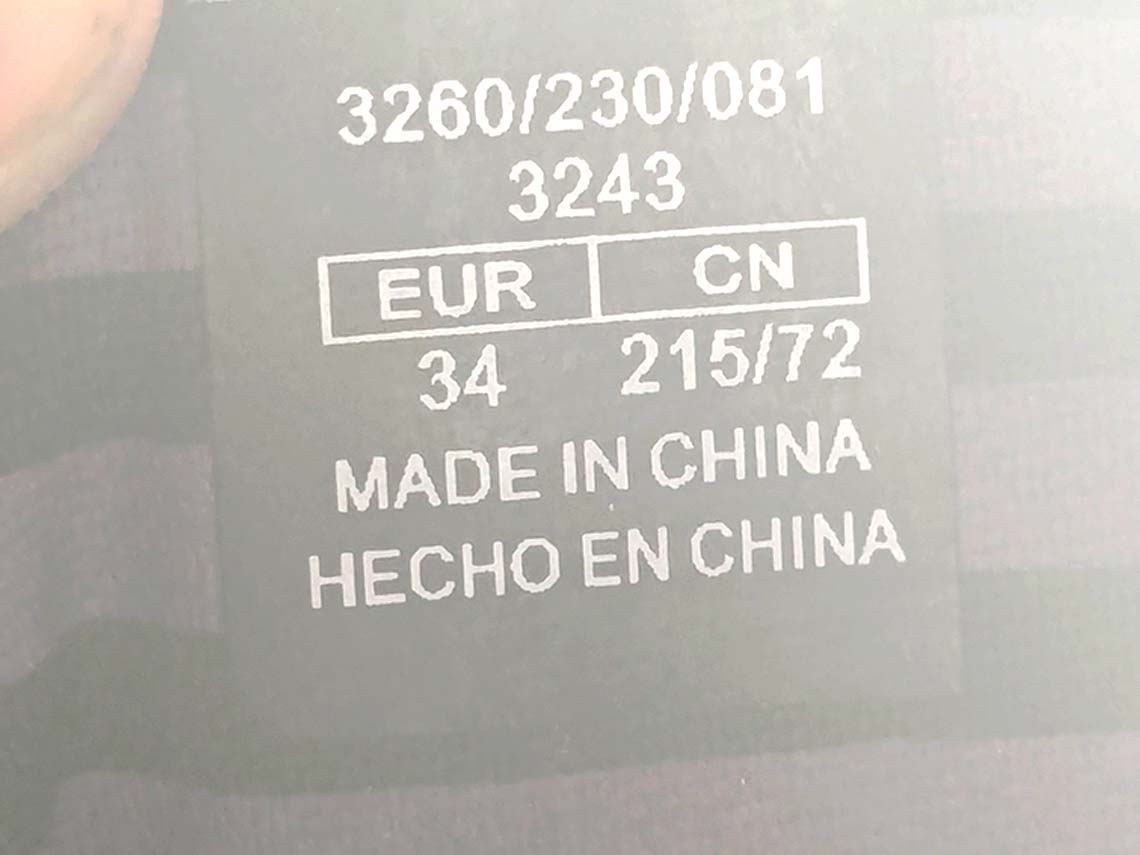 3260/230/081
3243
EUR CN
34 215/72
MADE IN CHINA
HECHO EN CHINA